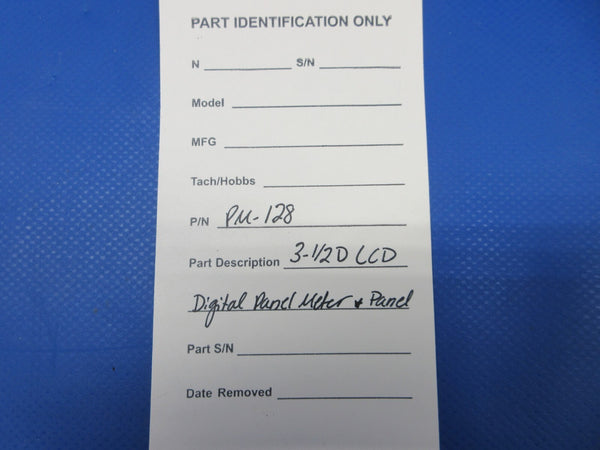 PART IDENTIFICATION ONLY
N S/N
Model
MFG
Tach/Hobbs
P/N PM-128
Part Description 3-1/2D LCD
Digital Panel Meter & Panel
Part S/N
Date Removed